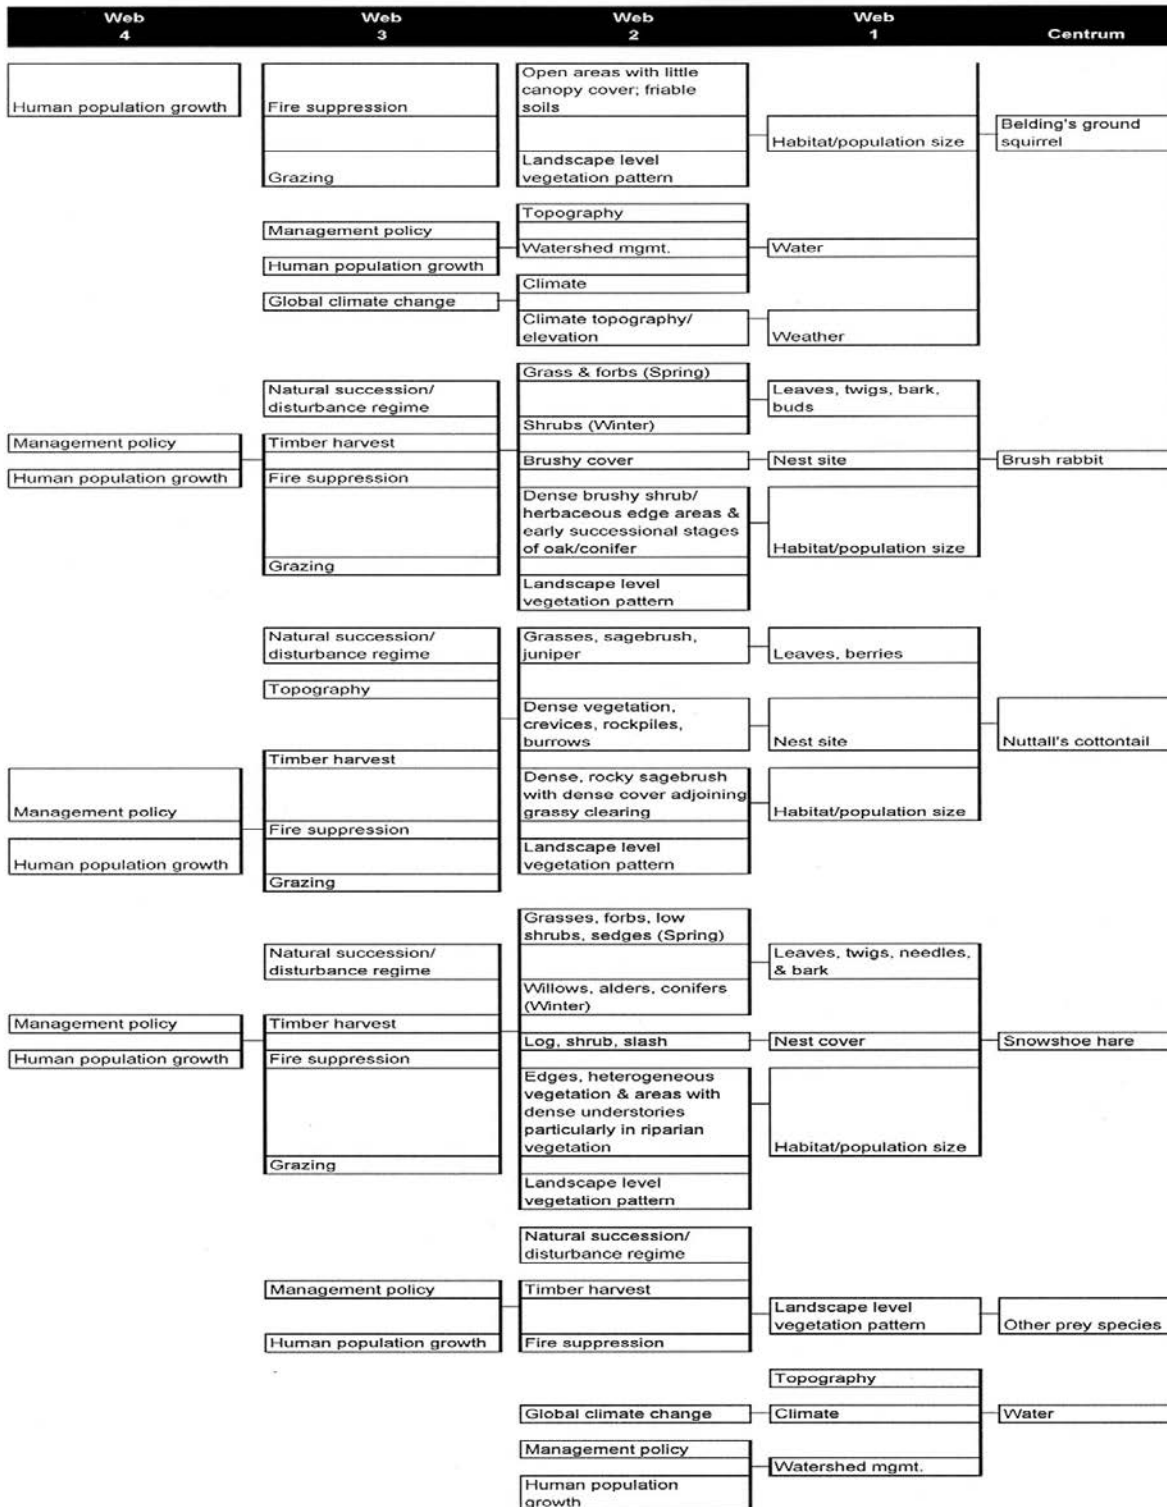 Web
4
Web
3
Web
2
Web
1
Centrum
Human population growth
Fire suppression
Open areas with little
canopy cover; friable
soils
Habitat/population size
Belding's ground
squirrel
Grazing
Landscape level
vegetation pattern
Topography
Management policy
Watershed mgmt.
Water
Human population growth
Climate
Global climate change
Climate topography/
elevation
Weather
Grass & forbs (Spring)
Natural succession/
disturbance regime
Leaves, twigs, bark,
buds
Shrubs (Winter)
Management policy
Timber harvest
Brushy cover
Nest site
Brush rabbit
Human population growth
Fire suppression
Dense brushy shrub/
herbaceous edge areas &
early successional stages
of oak/conifer
Habitat/population size
Grazing
Landscape level
vegetation pattern
Natural succession/
disturbance regime
Grasses, sagebrush,
juniper
Leaves, berries
Topography
Dense vegetation,
crevices, rockpiles,
burrows
Nest site
Nuttall's cottontail
Timber harvest
Management policy
Dense, rocky sagebrush
with dense cover adjoining
grassy clearing
Habitat/population size
Fire suppression
Human population growth
Landscape level
vegetation pattern
Grazing
Grasses, forbs, low
shrubs, sedges (Spring)
Natural succession/
disturbance regime
Leaves, twigs, needles,
& bark
Willows, alders, conifers
(Winter)
Management policy
Timber harvest
Log, shrub, slash
Nest cover
Snowshoe hare
Human population growth
Fire suppression
Edges, heterogeneous
vegetation & areas with
dense understories
particularly in riparian
vegetation
Habitat/population size
Grazing
Landscape level
vegetation pattern
Natural succession/
disturbance regime
Management policy
Timber harvest
Landscape level
vegetation pattern
Other prey species
Human population growth
Fire suppression
Topography
Global climate change
Climate
Water
Management policy
Watershed mgmt.
Human population
growth